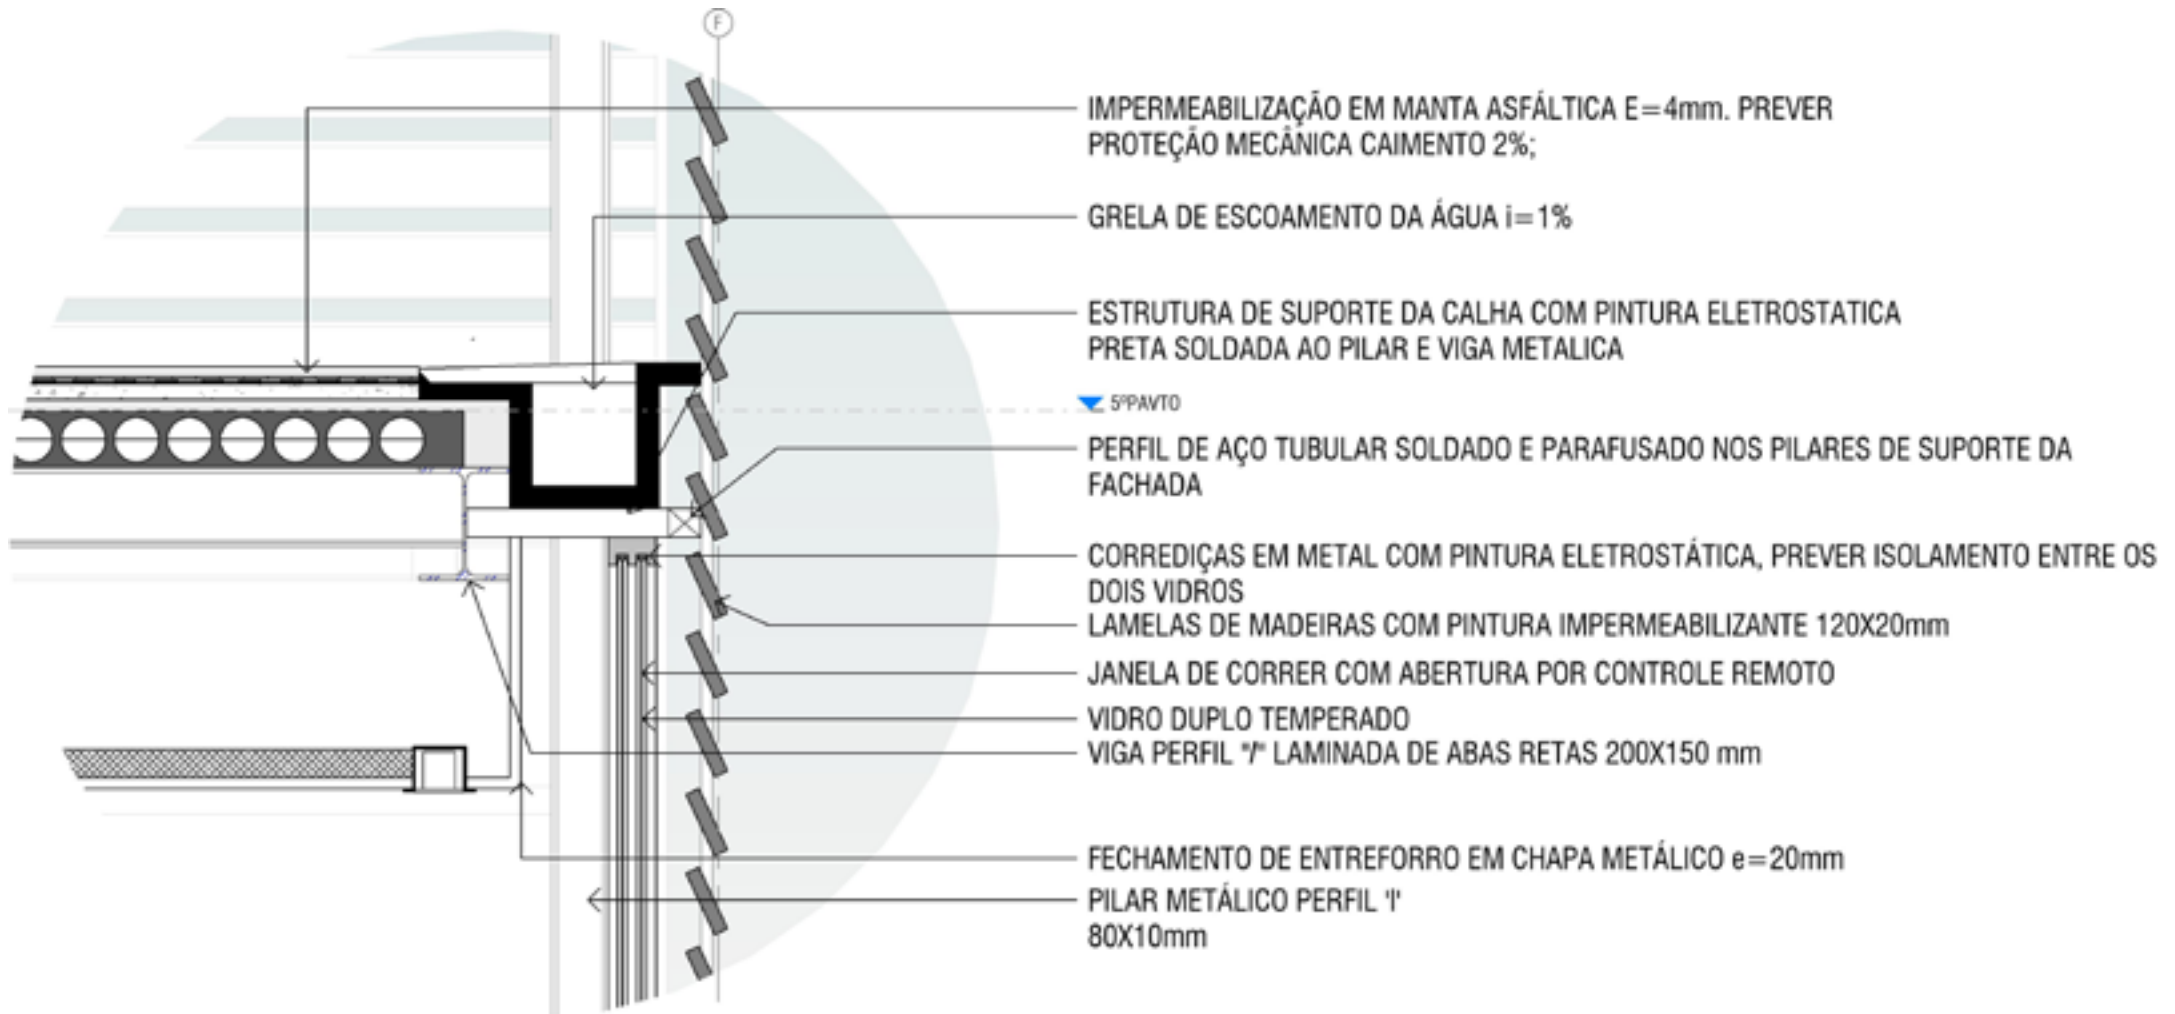 F
IMPERMEABILIZAÇÃO EM MANTA ASFÁLTICA E=4mm. PREVER
PROTEÇÃO MECÂNICA CAIMENTO 2%;
GRELA DE ESCOAMENTO DA ÁGUA i=1%
ESTRUTURA DE SUPORTE DA CALHA COM PINTURA ELETROSTATICA
PRETA SOLDADA AO PILAR E VIGA METALICA
5ºPAVTO
PERFIL DE AÇO TUBULAR SOLDADO E PARAFUSADO NOS PILARES DE SUPORTE DA
FACHADA
CORREDIÇAS EM METAL COM PINTURA ELETROSTÁTICA, PREVER ISOLAMENTO ENTRE OS
DOIS VIDROS
LAMELAS DE MADEIRAS COM PINTURA IMPERMEABILIZANTE 120X20mm
JANELA DE CORRER COM ABERTURA POR CONTROLE REMOTO
VIDRO DUPLO TEMPERADO
VIGA PERFIL "I" LAMINADA DE ABAS RETAS 200X150 mm
FECHAMENTO DE ENTREFORRO EM CHAPA METÁLICO e=20mm
PILAR METÁLICO PERFIL 'I'
80X10mm